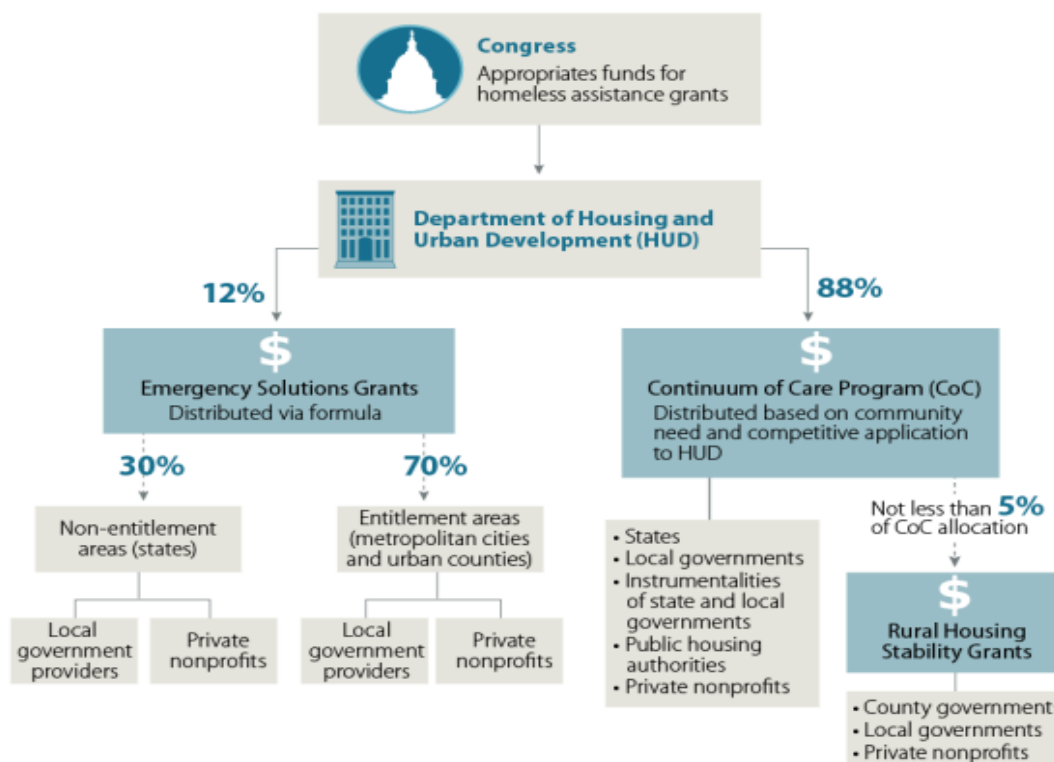 Congress
Appropriates funds for
homeless assistance grants
Department of Housing and
Urban Development (HUD)
12%
88%
$
Emergency Solutions Grants
Distributed via formula
$
Continuum of Care Program (CoC)
Distributed based on community
need and competitive application
to HUD
30%
70%
Non-entitlement
areas (states)
Entitlement areas
(metropolitan cities
and urban counties)
Local
government
providers
Private
nonprofits
Local
government
providers
Private
nonprofits
• States
• Local governments
• Instrumentalities
of state and local
governments
• Public housing
authorities
• Private nonprofits
Not less than 5%
of CoC allocation
$
Rural Housing
Stability Grants
• County government
• Local governments
• Private nonprofits